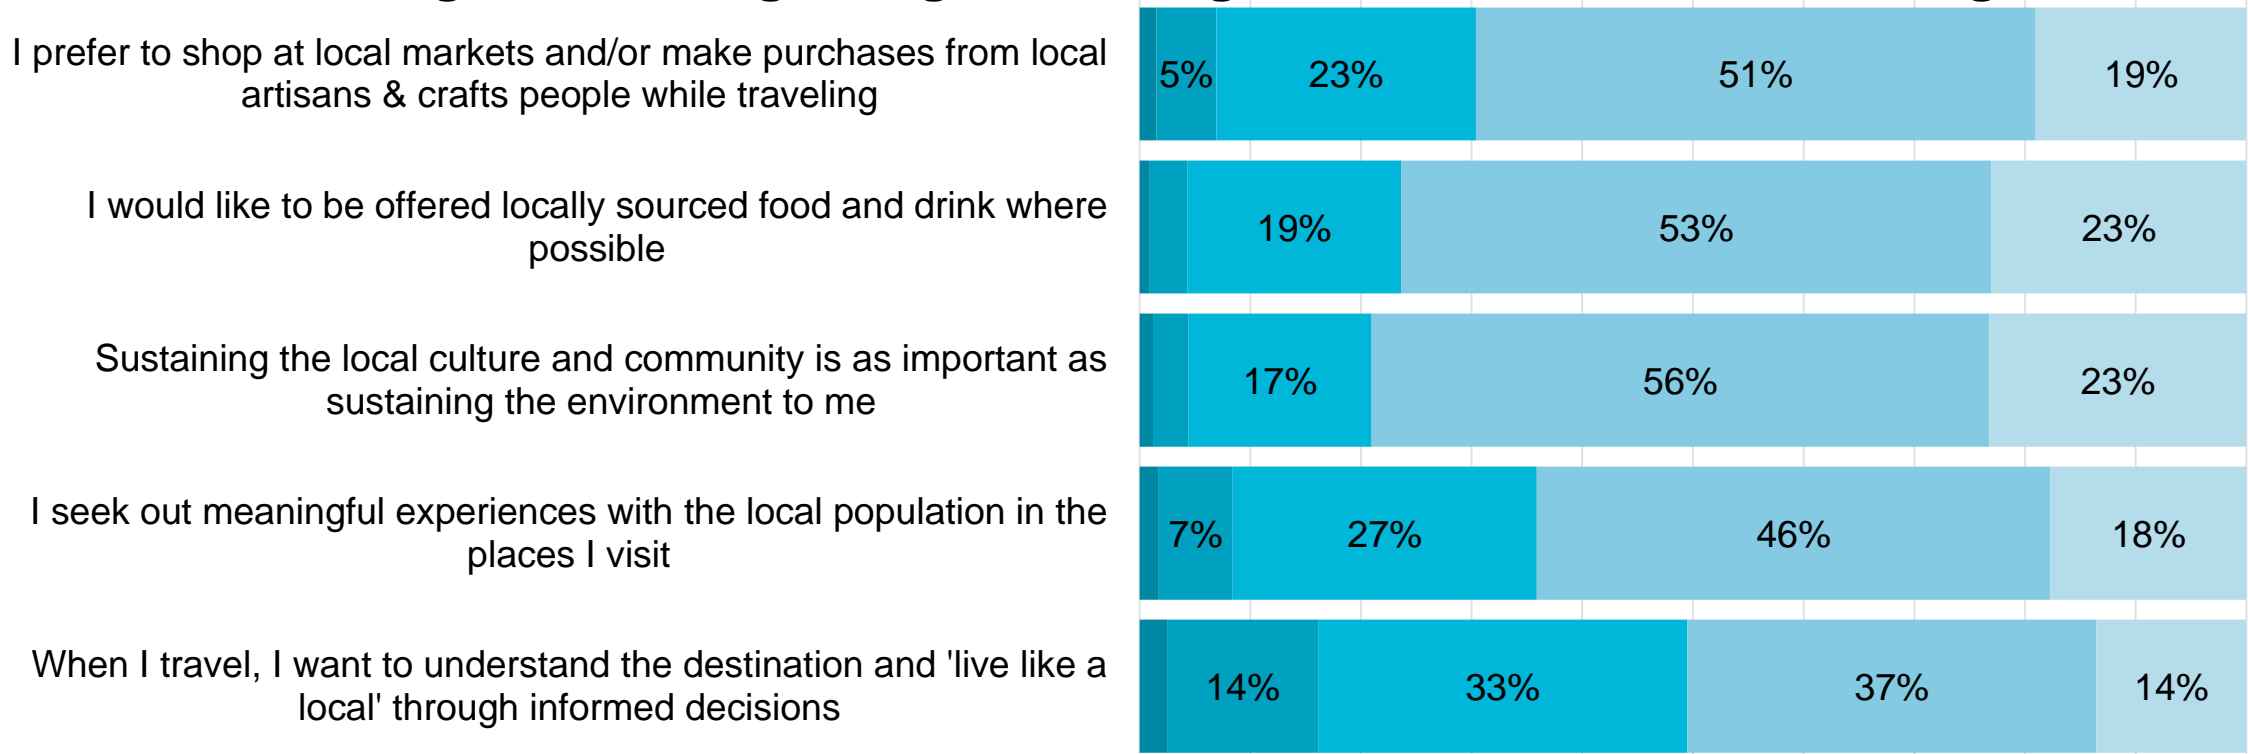 I prefer to shop at local markets and/or make purchases from local
artisans & crafts people while traveling
5% 23% 51% 19%
I would like to be offered locally sourced food and drink where
possible
19% 53% 23%
Sustaining the local culture and community is as important as
sustaining the environment to me
17% 56% 23%
I seek out meaningful experiences with the local population in the
places I visit
7% 27% 46% 18%
When I travel, I want to understand the destination and 'live like a
local' through informed decisions
14% 33% 37% 14%